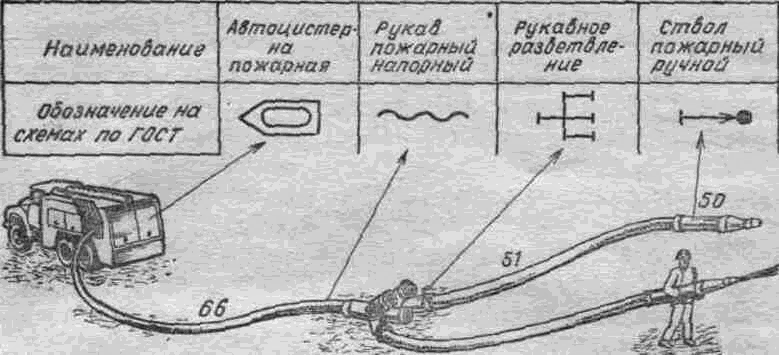 Наименование
Автоцистер-
на
пожарная
Рукав
пожарный
напорный
Рукавное
разветвле-
ние
Ствол
пожарный
ручной
Обозначение на
схемах по ГОСТ
50
51
66